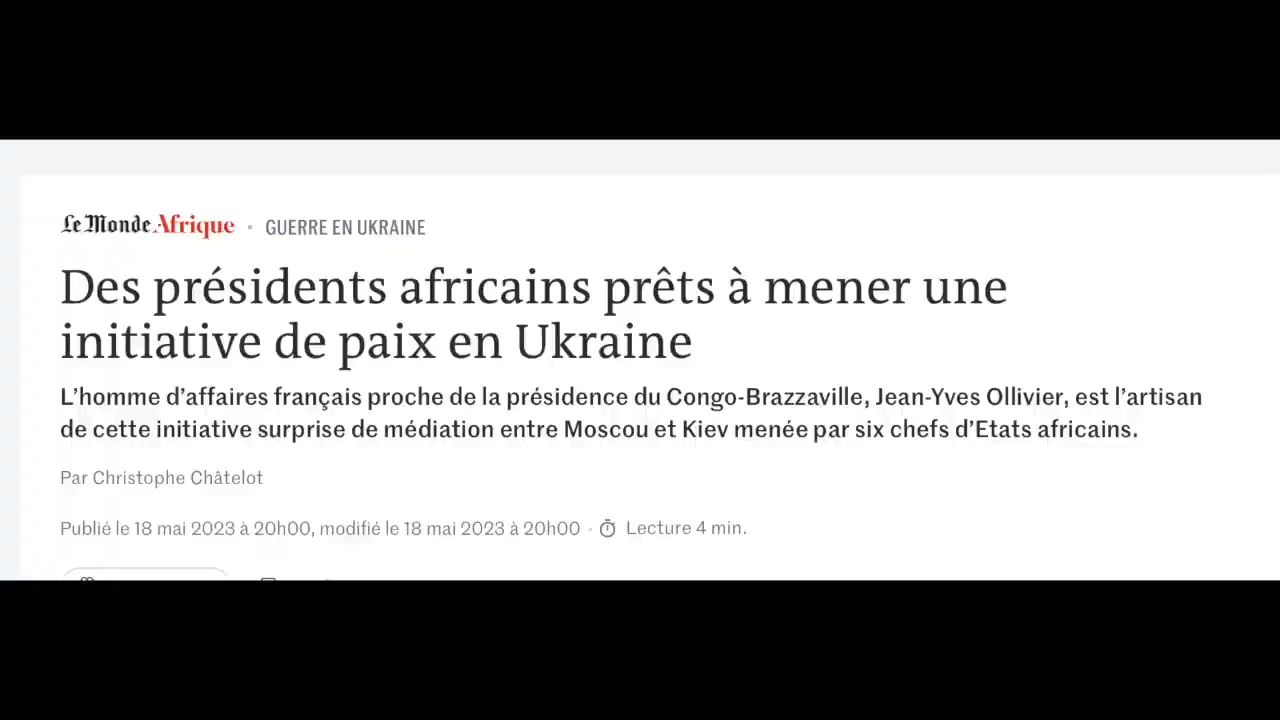 Le Monde Afrique · GUERRE EN UKRAINE
Des présidents africains prêts à mener une
initiative de paix en Ukraine
L’homme d’affaires français proche de la présidence du Congo-Brazzaville, Jean-Yves Ollivier, est l’artisan
de cette initiative surprise de médiation entre Moscou et Kiev menée par six chefs d’Etats africains.
Par Christophe Châtelot
Publié le 18 mai 2023 à 20h00, modifié le 18 mai 2023 à 20h00 · Lecture 4 min.